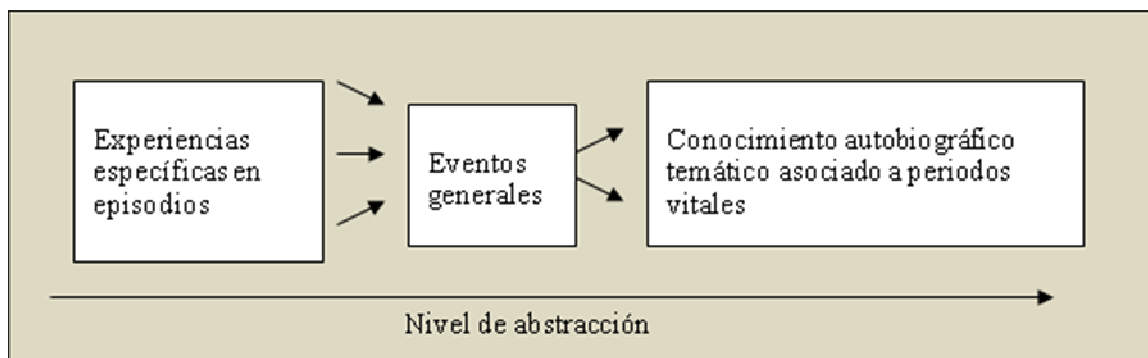 Experiencias
específicas en
episodios
Eventos
generales
Conocimiento autobiográfico
temático asociado a periodos
vitales
Nivel de abstracción